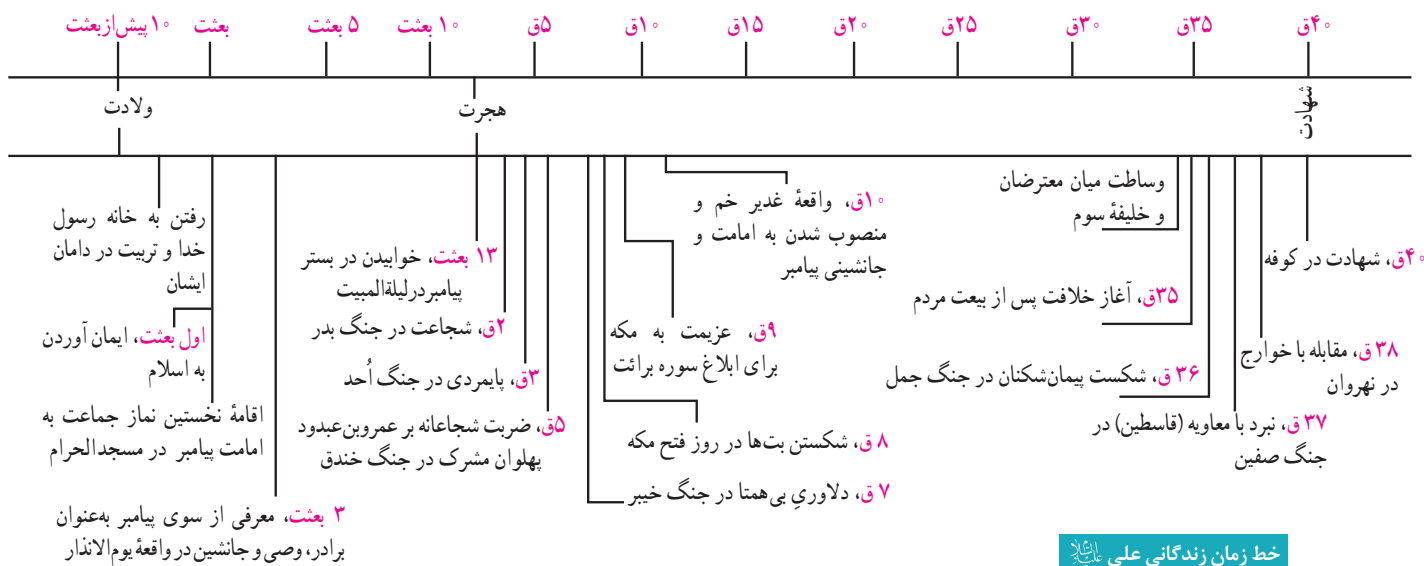 ۱۰ پیش‌از‌بعثت
بعثت
۵ بعثت
۱۰ بعثت
۵ق
۱۰ق
۱۵ق
۲۰ق
۲۵ق
۳۰ق
۳۵ق
۴۰ق
ولادت
هجرت
شهادت
رفتن به خانه رسول
خدا و تربیت در دامان
ایشان
اول بعثت، ایمان آوردن
به اسلام
اقامهٔ نخستین نماز جماعت به
امامت پیامبر در مسجدالحرام
۳ بعثت، معرفی از سوی پیامبر به‌عنوان
برادر، وصی و جانشین در واقعهٔ یوم‌الانذار
۱۳ بعثت، خوابیدن در بستر
پیامبر در لیلةالمبیت
۲ق، شجاعت در جنگ بدر
۳ق، پایمردی در جنگ اُحد
۵ق، ضربت شجاعانه بر عمروبن‌عبدود
پهلوان مشرک در جنگ خندق
۷ ق، دلاوریِ بی‌همتا در جنگ خیبر
۸ ق، شکستن بت‌ها در روز فتح مکه
۹ق، عزیمت به مکه
برای ابلاغ سوره برائت
۱۰ق، واقعهٔ غدیر خم و
منصوب شدن به امامت و
جانشینی پیامبر
وساطت میان معترضان
و خلیفهٔ سوم
۳۵ق، آغاز خلافت پس از بیعت مردم
۳۶ ق، شکست پیمان‌شکنان در جنگ جمل
۳۷ ق، نبرد با معاویه (قاسطین) در
جنگ صفین
۳۸ ق، مقابله با خوارج
در نهروان
۴۰ق، شهادت در کوفه
خط زمان زندگانی علی علیه‌السلام